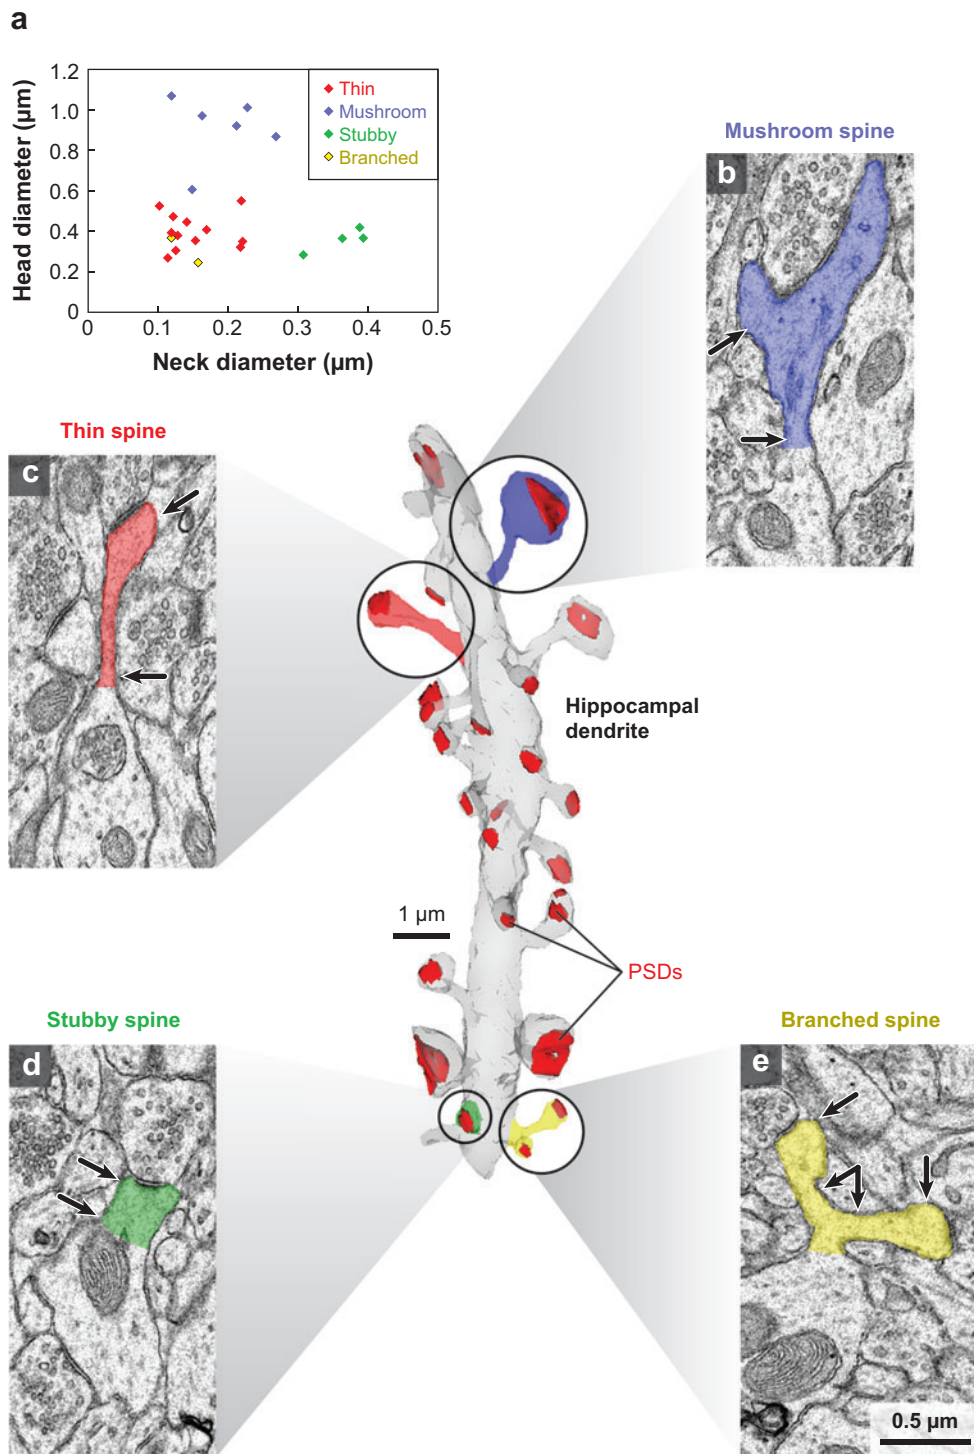 a
1.2
1.0
0.8
0.6
0.4
0.2
0
Head diameter (µm)
Thin
Mushroom
Stubby
Branched
0
0.1
0.2
0.3
0.4
0.5
Neck diameter (µm)
Mushroom spine
b
Thin spine
c
Hippocampal
dendrite
1 µm
PSDs
Stubby spine
d
Branched spine
e
0.5 µm